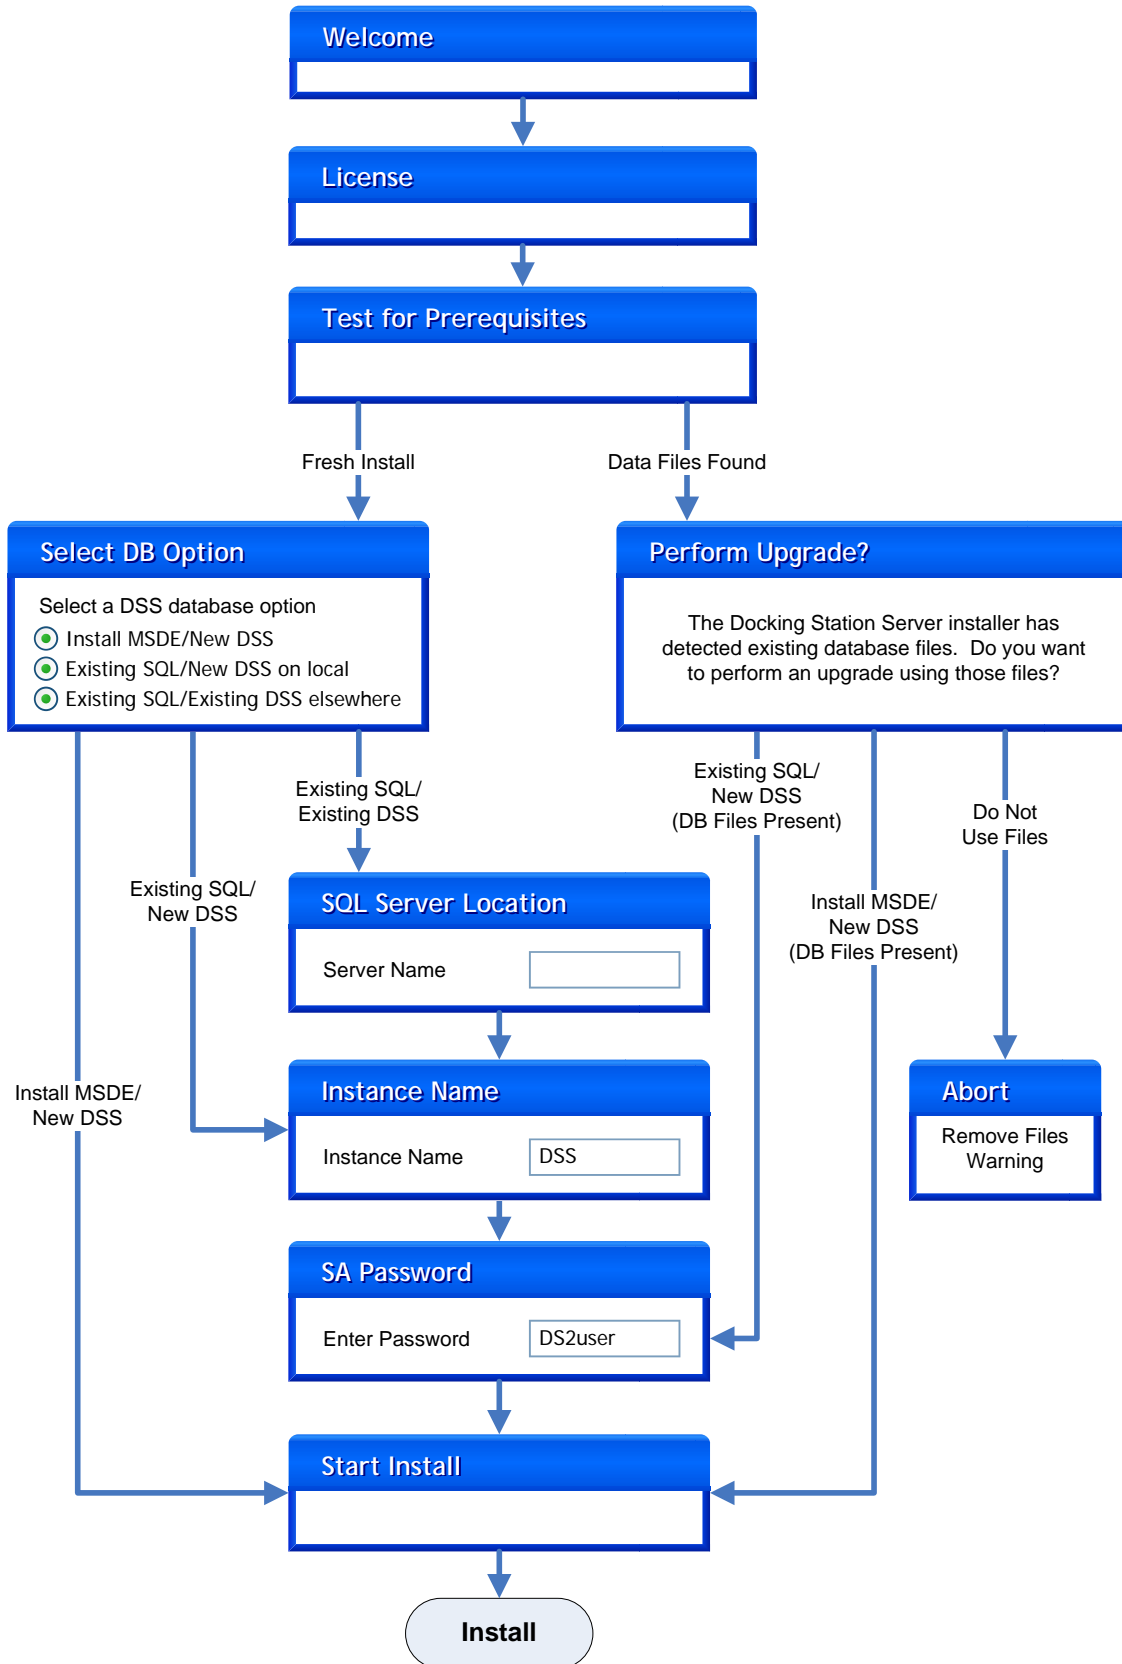 Welcome
License
Test for Prerequisites
Fresh Install
Data Files Found
Select DB Option
Select a DSS database option
Install MSDE/New DSS
Existing SQL/New DSS on local
Existing SQL/Existing DSS elsewhere
Perform Upgrade?
The Docking Station Server installer has
detected existing database files.  Do you want
to perform an upgrade using those files?
Existing SQL/
Existing DSS
Existing SQL/
New DSS
(DB Files Present)
Do Not
Use Files
Existing SQL/
New DSS
SQL Server Location
Server Name
Install MSDE/
New DSS
(DB Files Present)
Install MSDE/
New DSS
Instance Name
Instance Name
DSS
Abort
Remove Files
Warning
SA Password
Enter Password
DS2user
Start Install
Install